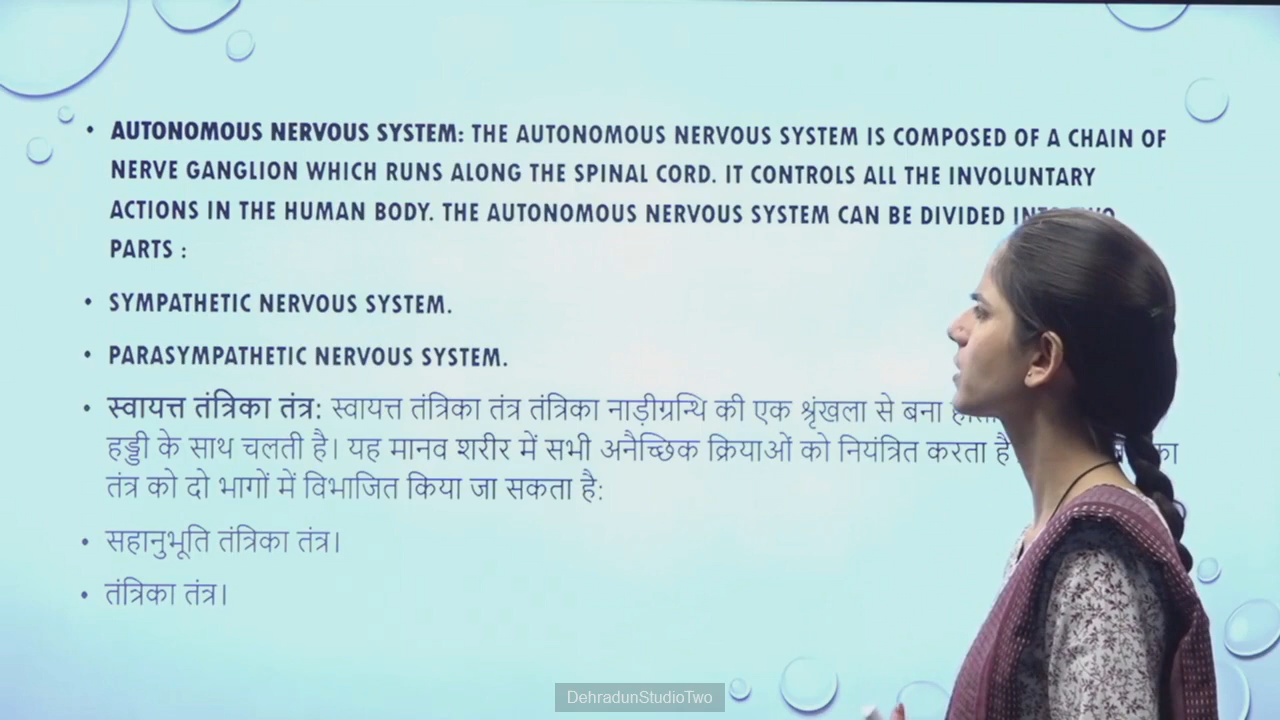 • AUTONOMOUS NERVOUS SYSTEM: THE AUTONOMOUS NERVOUS SYSTEM IS COMPOSED OF A CHAIN OF
NERVE GANGLION WHICH RUNS ALONG THE SPINAL CORD. IT CONTROLS ALL THE INVOLUNTARY
ACTIONS IN THE HUMAN BODY. THE AUTONOMOUS NERVOUS SYSTEM CAN BE DIVIDED INTO TWO
PARTS :
• SYMPATHETIC NERVOUS SYSTEM.
• PARASYMPATHETIC NERVOUS SYSTEM.
• स्वायत्त तंत्रिका तंत्र: स्वायत्त तंत्रिका तंत्र तंत्रिका नाड़ीग्रन्थि की एक श्रृंखला से बना
हड्डी के साथ चलती है। यह मानव शरीर में सभी अनैच्छिक क्रियाओं को नियंत्रित करता है
तंत्र को दो भागों में विभाजित किया जा सकता है:
• सहानुभूति तंत्रिका तंत्र।
• तंत्रिका तंत्र।
DehradunStudioTwo